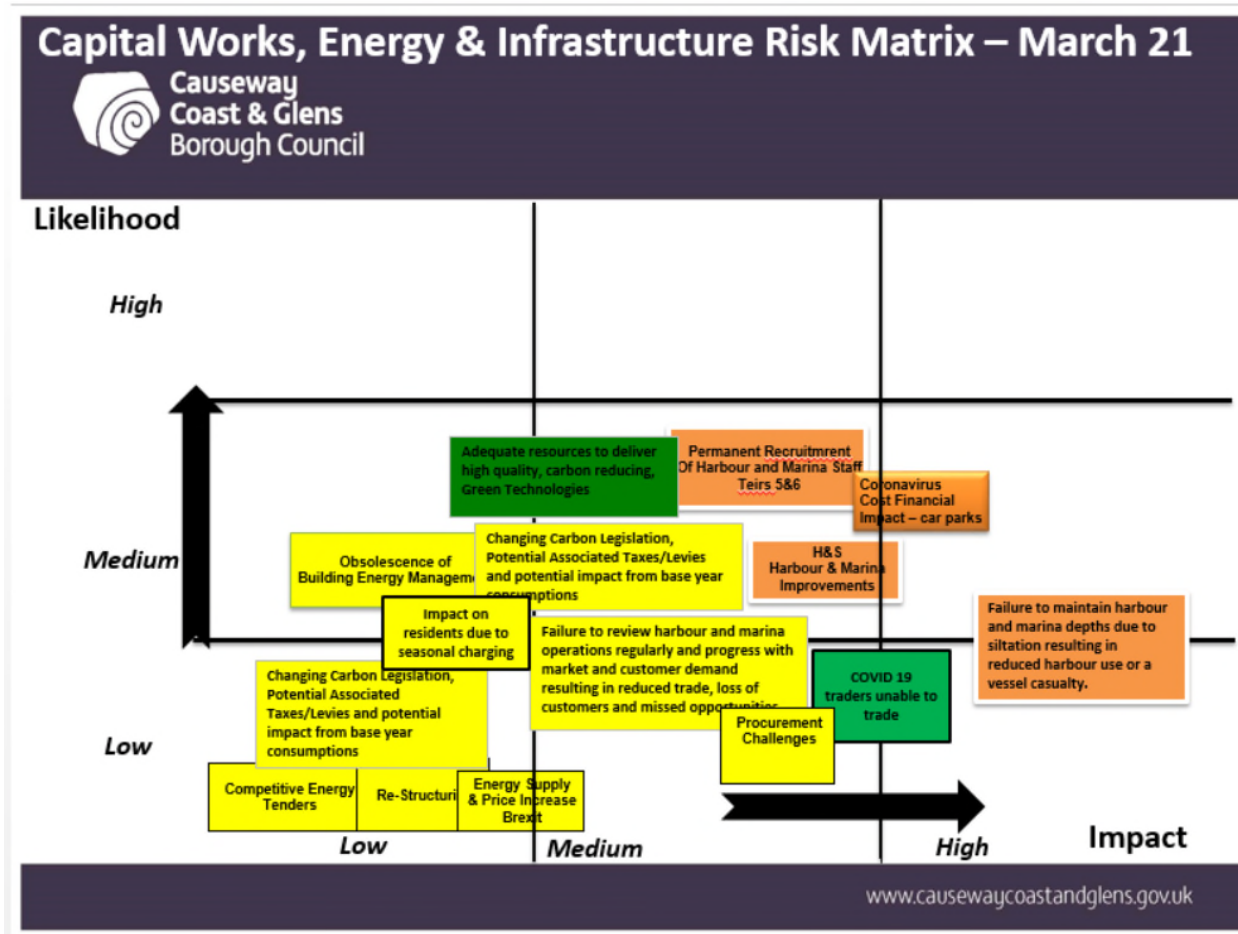 Capital Works, Energy & Infrastructure Risk Matrix – March 21
Causeway
Coast & Glens
Borough Council
Likelihood
High
Adequate resources to deliver
high quality, carbon reducing,
Green Technologies
Permanent Recruitmrent
Of Harbour and Marina Staff
Teirs 5&6
Coronavirus
Cost Financial
Impact – car parks
Medium
Obsolescence of
Building Energy Manageme
Changing Carbon Legislation,
Potential Associated Taxes/Levies
and potential impact from base year
consumptions
H&S
Harbour & Marina
Improvements
Impact on
residents due to
seasonal charging
Failure to review harbour and marina
operations regularly and progress with
market and customer demand
resulting in reduced trade, loss of
customers and missed opportunities
Failure to maintain harbour
and marina depths due to
siltation resulting in
reduced harbour use or a
vessel casualty.
Changing Carbon Legislation,
Potential Associated
Taxes/Levies and potential
impact from base year
consumptions
COVID 19
traders unable to
trade
Procurement
Challenges
Low
Competitive Energy
Tenders
Re-Structuri
Energy Supply
& Price Increase
Brexit
Low
Medium
High
Impact
www.causewaycoastandglens.gov.uk